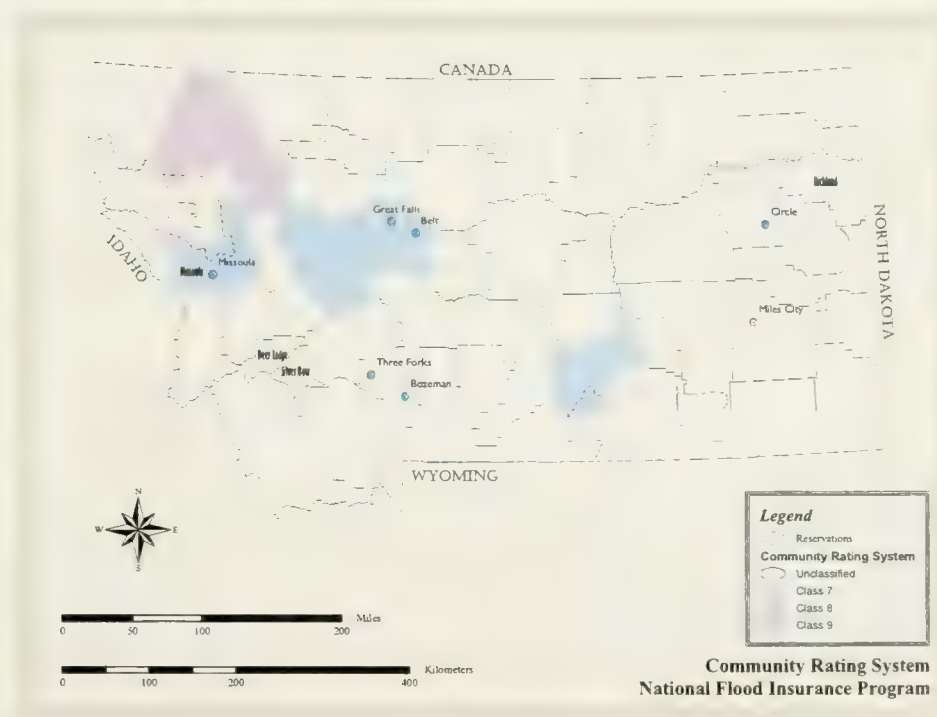 CANADA
Richland
Great Falls
Belt
Circle
IDAHO
NORTH DAKOTA
Missoula
Missoula
Miles City
Deer Lodge
Three Forks
Silver Bow
Bozeman
WYOMING
N
W
E
S
Legend
Reservations
Community Rating System
Unclassified
Class 7
Class 8
Class 9
Miles
0
50
100
200
Kilometers
0
100
200
400
Community Rating System
National Flood Insurance Program